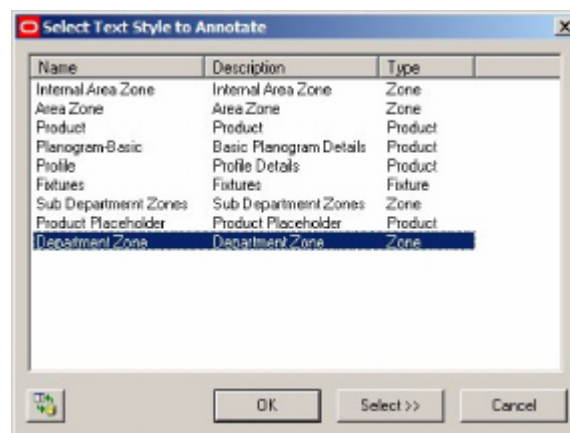 Select Text Style to Annotate
Name Description Type
Internal Area Zone Internal Area Zone Zone
Area Zone Area Zone Zone
Product Product Product
Planogram-Basic Basic Planogram Details Product
Profile Profile Details Product
Fixtures Fixtures Fixture
Sub Departmemt Zones Sub Departmemt Zones Zone
Product Placeholder Product Placeholder Product
Department Zone Department Zone Zone
OK Select >> Cancel